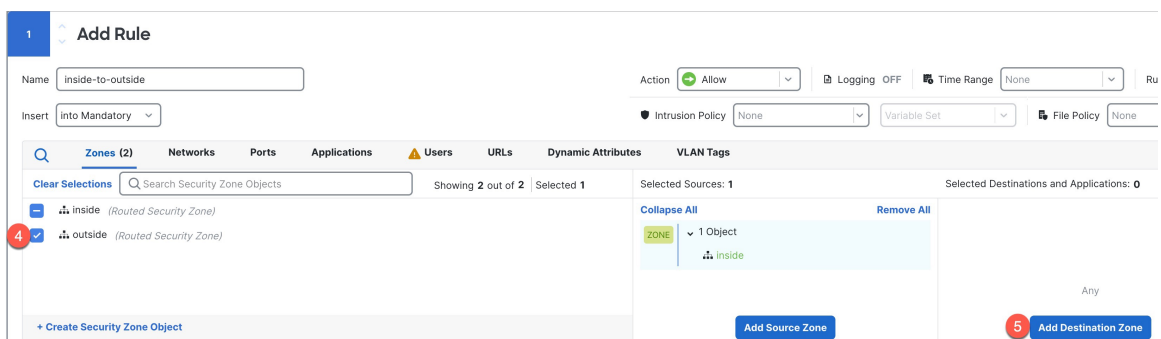 1 Add Rule
Name inside-to-outside Action Allow Logging OFF Time Range None Ru
Insert into Mandatory Intrusion Policy None Variable Set File Policy None
Zones (2) Networks Ports Applications Users URLs Dynamic Attributes VLAN Tags
Clear Selections Search Security Zone Objects Showing 2 out of 2 Selected 1 Selected Sources: 1 Selected Destinations and Applications: 0
inside (Routed Security Zone) Collapse All Remove All
4 outside (Routed Security Zone) ZONE 1 Object
inside
Any
+ Create Security Zone Object Add Source Zone 5 Add Destination Zone